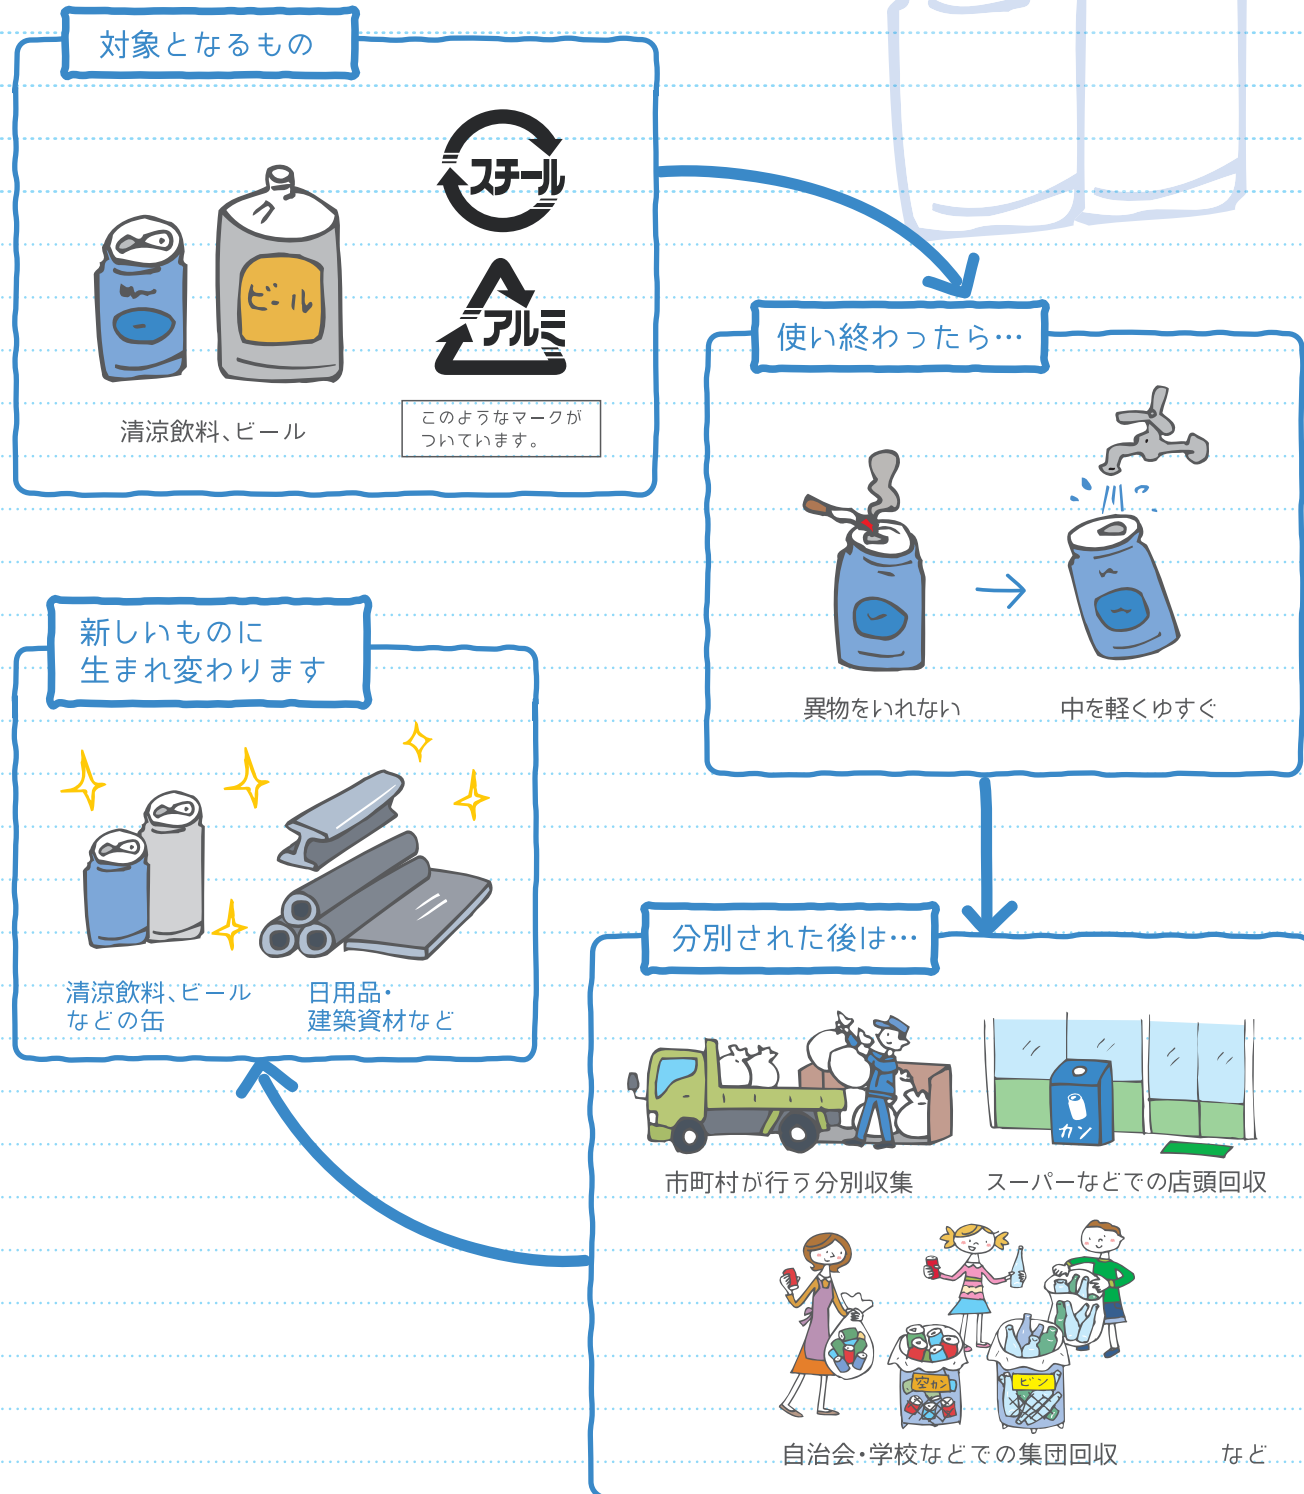 対象となるもの
スチール
ビール
アルミ
清涼飲料、ビール
このようなマークが
ついています。
使い終わったら…
異物をいれない
中を軽くゆすぐ
分別された後は…
カン
市町村が行う分別収集
スーパーなどでの店頭回収
空カン
ビン
自治会・学校などでの集団回収
など
新しいものに
生まれ変わります
清涼飲料、ビール
などの缶
日用品・
建築資材など